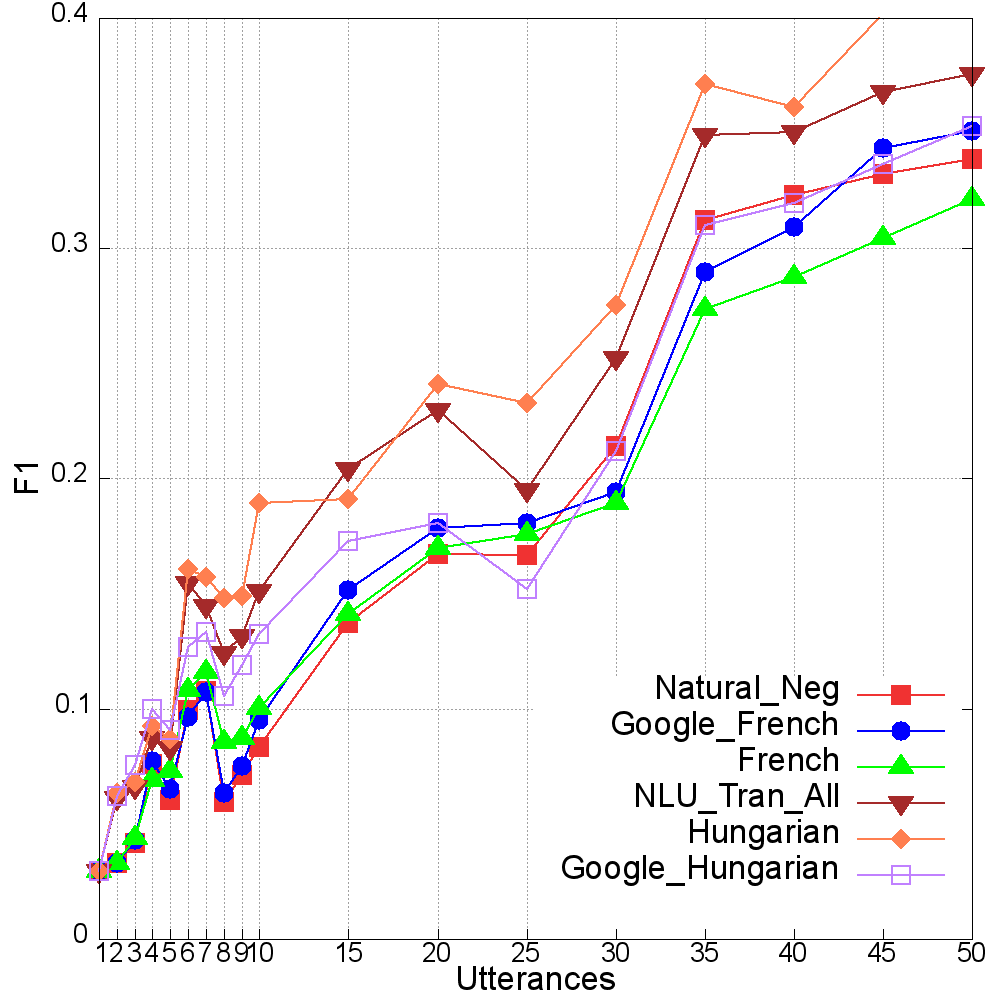 0.4
0.3
0.2
0.1
0
F1
Natural_Neg
Google_French
French
NLU_Tran_All
Hungarian
Google_Hungarian
1 2 3 4 5 6 7 8 9 10 15 20 25 30 35 40 45 50
Utterances